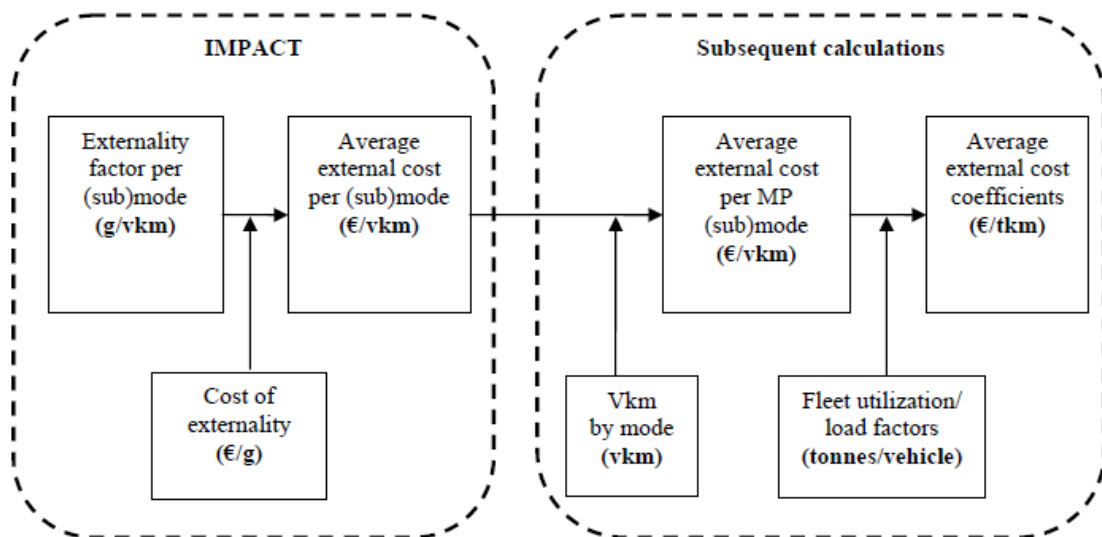 IMPACT
Externality
factor per
(sub)mode
(g/vkm)
Average
external cost
per (sub)mode
(€/vkm)
Cost of
externality
(€/g)
Subsequent calculations
Average
external cost
per MP
(sub)mode
(€/vkm)
Average
external cost
coefficients
(€/tkm)
Vkm
by mode
(vkm)
Fleet utilization/
load factors
(tonnes/vehicle)